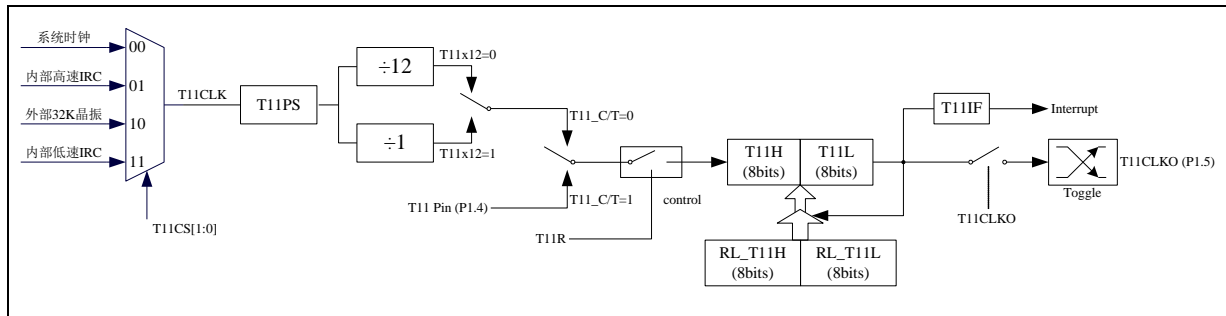 系统时钟
00
内部高速IRC
01
外部32K晶振
10
内部低速IRC
11
T11CS[1:0]
T11CLK
T11PS
÷12
÷1
T11x12=0
T11x12=1
T11_C/T=0
T11_C/T=1
T11 Pin (P1.4)
T11R
control
T11H
(8bits)
T11L
(8bits)
RL_T11H
(8bits)
RL_T11L
(8bits)
T11IF
Interrupt
T11CLKO
Toggle
T11CLKO (P1.5)